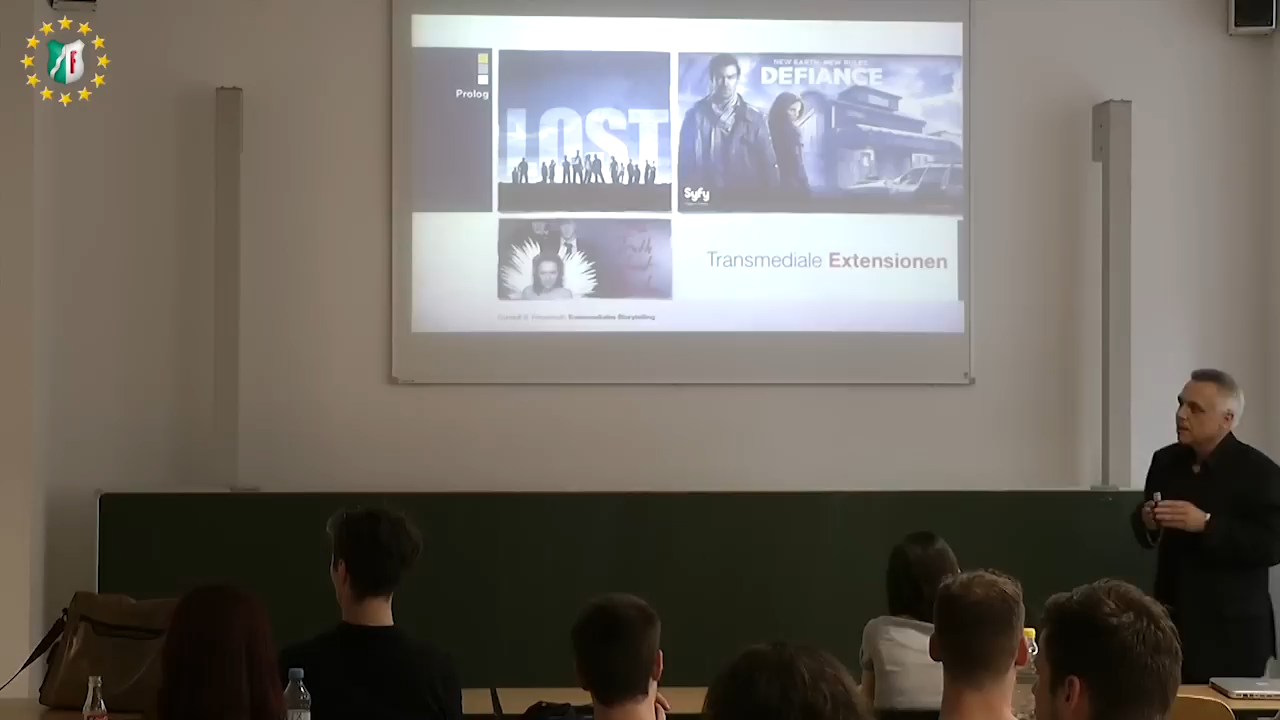 F
Prolog
LOST
NEW EARTH. NEW RULES.
DEFIANCE
Syfy
Transmediale Extensionen
Transmediales Storytelling